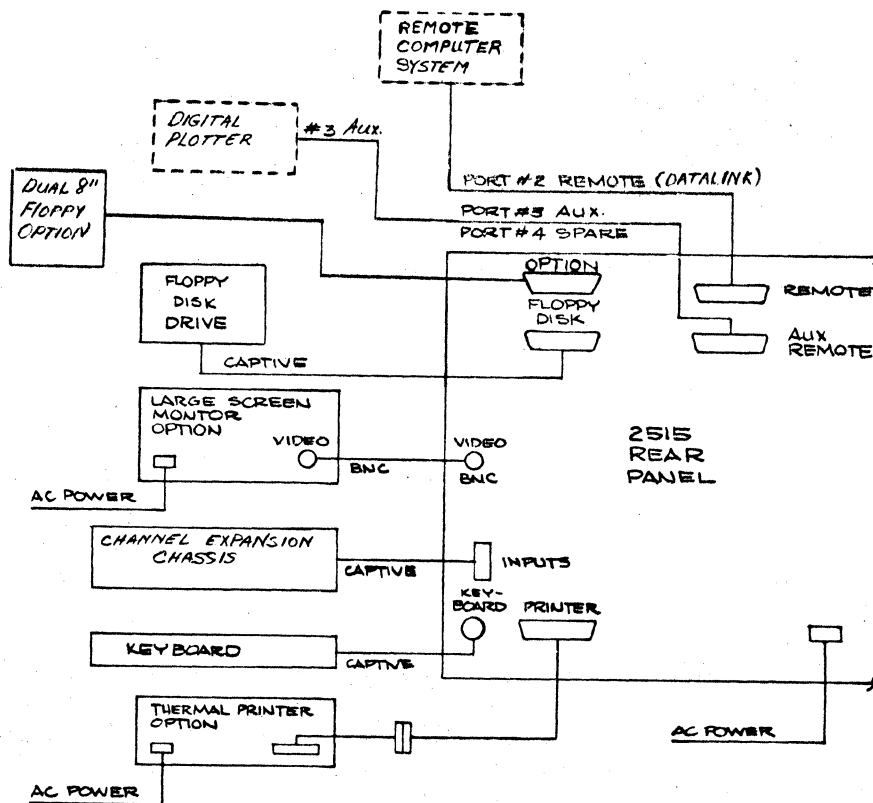 REMOTE
COMPUTER
SYSTEM
DIGITAL
PLOTTER
#3 AUX.
DUAL 8"
FLOPPY
OPTION
PORT #2 REMOTE (DATALINK)
PORT #3 AUX.
PORT #4 SPARE
OPTION
FLOPPY
DISK
REMOTE
AUX
REMOTE
FLOPPY
DISK
DRIVE
CAPTIVE
LARGE SCREEN
MONTOR
OPTION
VIDEO
BNC
VIDEO
BNC
AC POWER
2515
REAR
PANEL
CHANNEL EXPANSION
CHASSIS
CAPTIVE
INPUTS
KEY-
BOARD
PRINTER
KEYBOARD
CAPTIVE
THERMAL PRINTER
OPTION
AC POWER
AC POWER